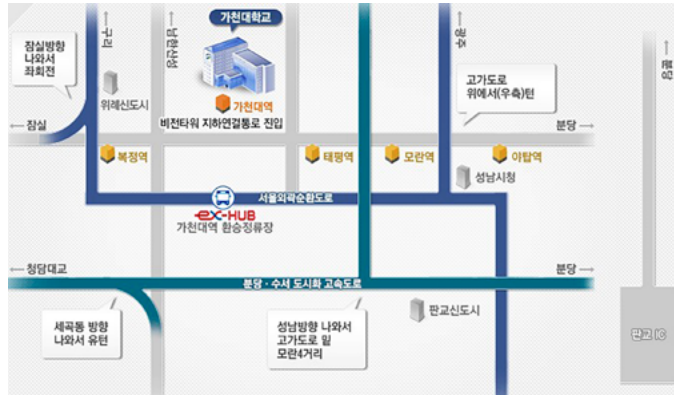 가천대학교
← 구리
← 남한산성
← 광주
← 분당
잠실방향
나와서
좌회전
위례신도시
가천대역
비전타워 지하연결통로 진입
고가도로
위에서(우측)턴
← 잠실
분당 →
복정역
태평역
모란역
야탑역
성남시청
서울외곽순환도로
ex-HUB
가천대역 환승정류장
← 청담대교
분당 →
분당 · 수서 도시화 고속도로
세곡동 방향
나와서 유턴
성남방향 나와서
고가도로 밑
모란4거리
판교신도시
판교 IC